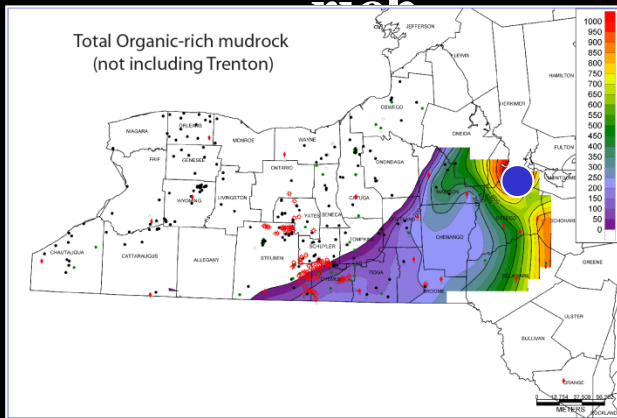 Total Organic-rich mudrock
(not including Trenton)
JEFFERSON
LEWIS
HAMILTON
OSWEGO
HERKIMER
ONEIDA
FULTON
NIAGARA
ORLEANS
MONROE
WAYNE
GENESEE
ONONDAGA
ONTARIO
WYOMING
LIVINGSTON
YATES
SENECA
CAYUGA
MADISON
OTSEGO
SCHOHARIE
CHENANGO
SCHUYLER
TOMPKINS
STEUBEN
TIOGA
BROOME
DELAWARE
GREENE
CHAUTAUQUA
CATTARAUGUS
ALLEGANY
ULSTER
SULLIVAN
ORANGE
METERS
1000
950
900
850
800
750
700
650
600
550
500
450
400
350
300
250
200
150
100
50
0